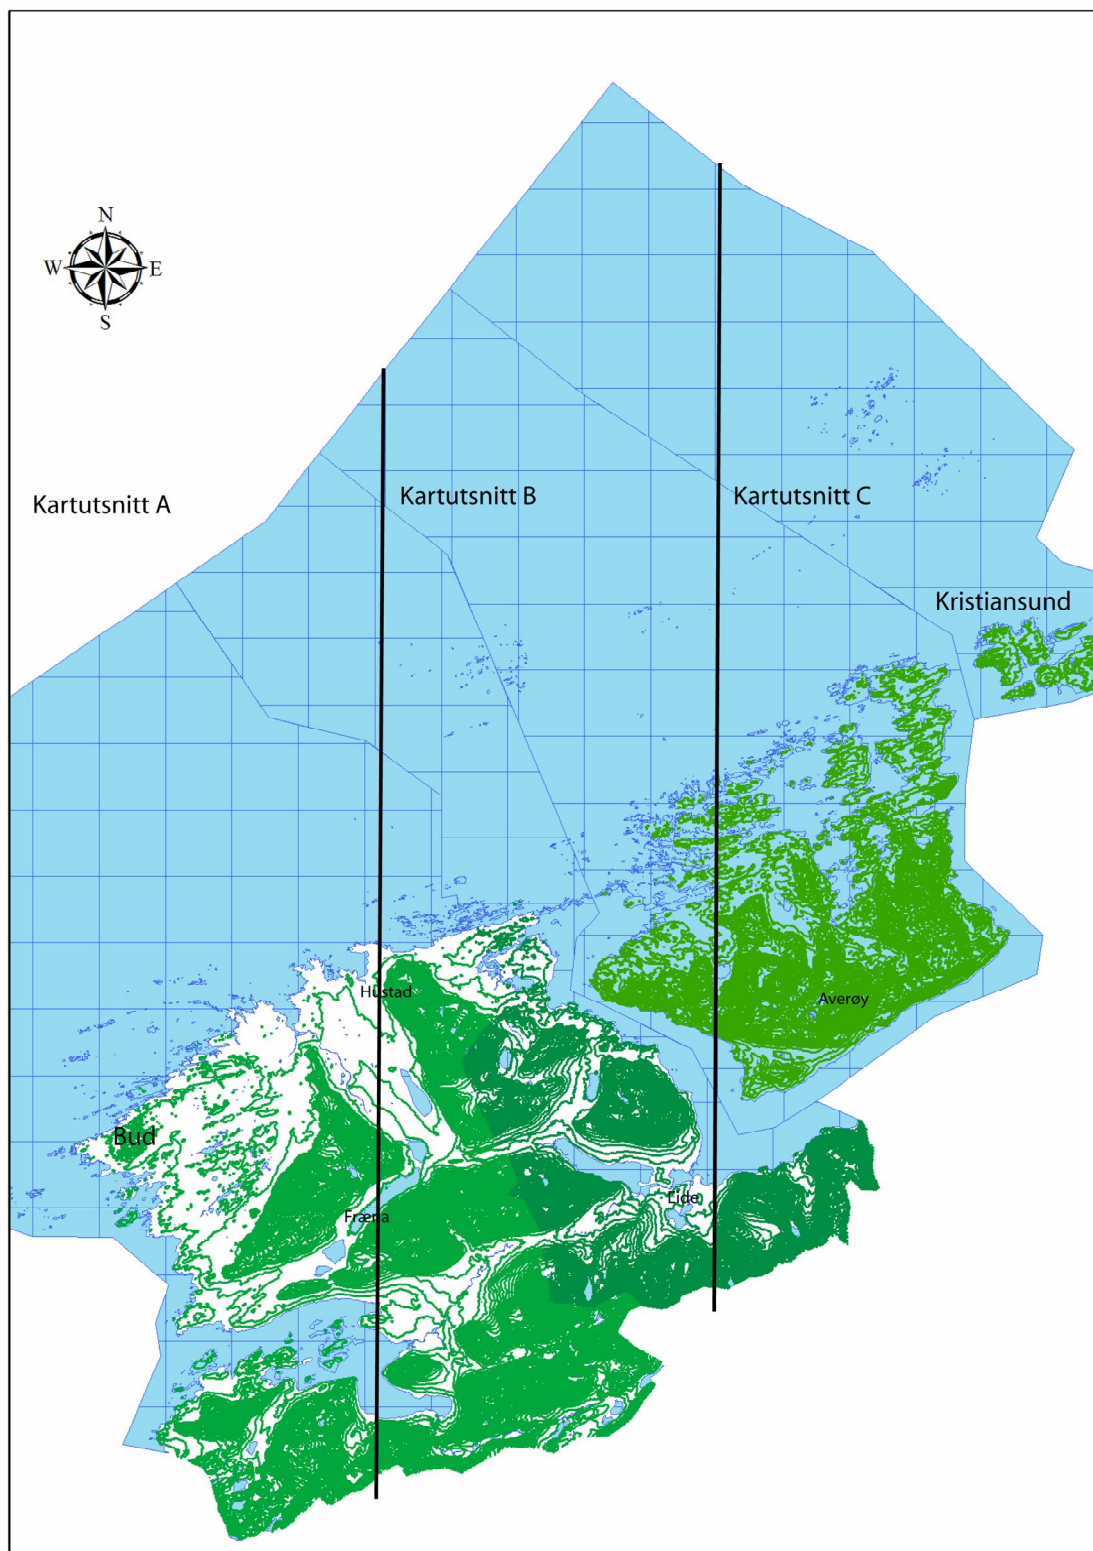 N
W E
S
Kartutsnitt A
Kartutsnitt B
Kartutsnitt C
Kristiansund
Hustad
Averøy
Bud
Eide
Fræna